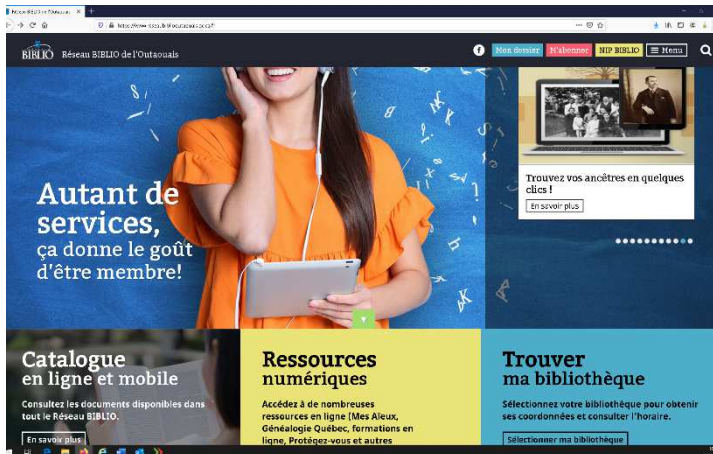 BIBLIO Réseau BIBLIO de l'Outaouais
Mon dossier M'abonner NIP BIBLIO Menu
Autant de
services,
ça donne le goût
d'être membre!
Trouvez vos ancêtres en quelques
clics !
En savoir plus
Catalogue
en ligne et mobile
Consultez les documents disponibles dans
tout le Réseau BIBLIO.
En savoir plus
Ressources
numériques
Accédez à de nombreuses
ressources en ligne (Mes Aïeux,
Généalogie Québec, formations en
ligne, Protégez-vous et autres
Trouver
ma bibliothèque
Sélectionnez votre bibliothèque pour obtenir
ses coordonnées et consulter l'horaire.
Sélectionner ma bibliothèque